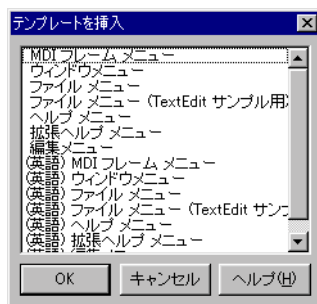 テンプレートを挿入
MDI フレーム メニュー
ウィンドウメニュー
ファイル メニュー
ファイル メニュー (TextEdit サンプル用)
ヘルプ メニュー
拡張ヘルプ メニュー
編集メニュー
(英語) MDI フレーム メニュー
(英語) ウィンドウメニュー
(英語) ファイル メニュー
(英語) ファイル メニュー (TextEdit サンプ
(英語) ヘルプ メニュー
(英語) 拡張ヘルプ メニュー
OK
キャンセル
ヘルプ(H)